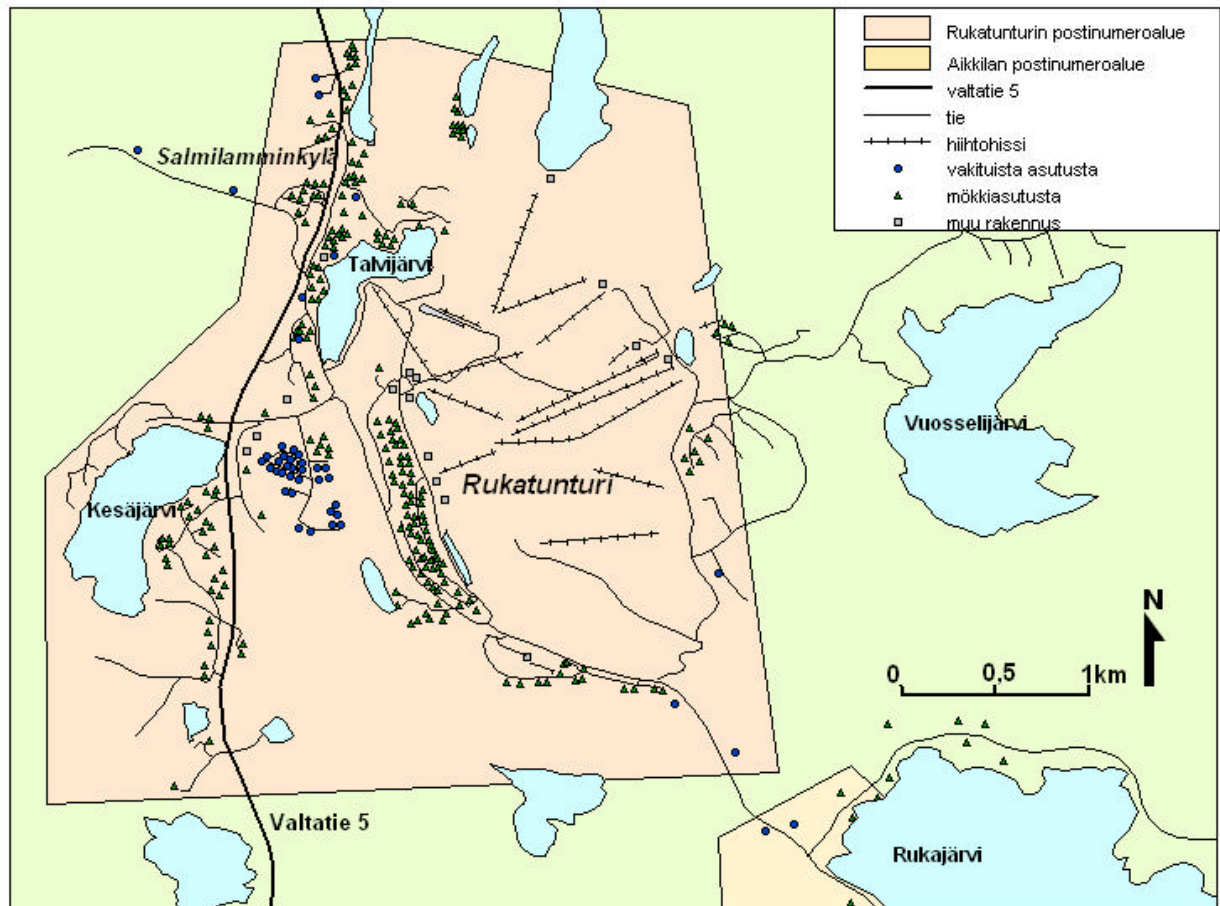 Rukatunturin postinumeroalue
Aikkilan postinumeroalue
valtatie 5
tie
hiihtohissi
vakituista asutusta
mökkiasutusta
muu rakennus
Salmilamminkylä
Talvijärvi
Vuosselijärvi
Rukatunturi
Kesäjärvi
N
0 0,5 1km
Valtatie 5
Rukajärvi